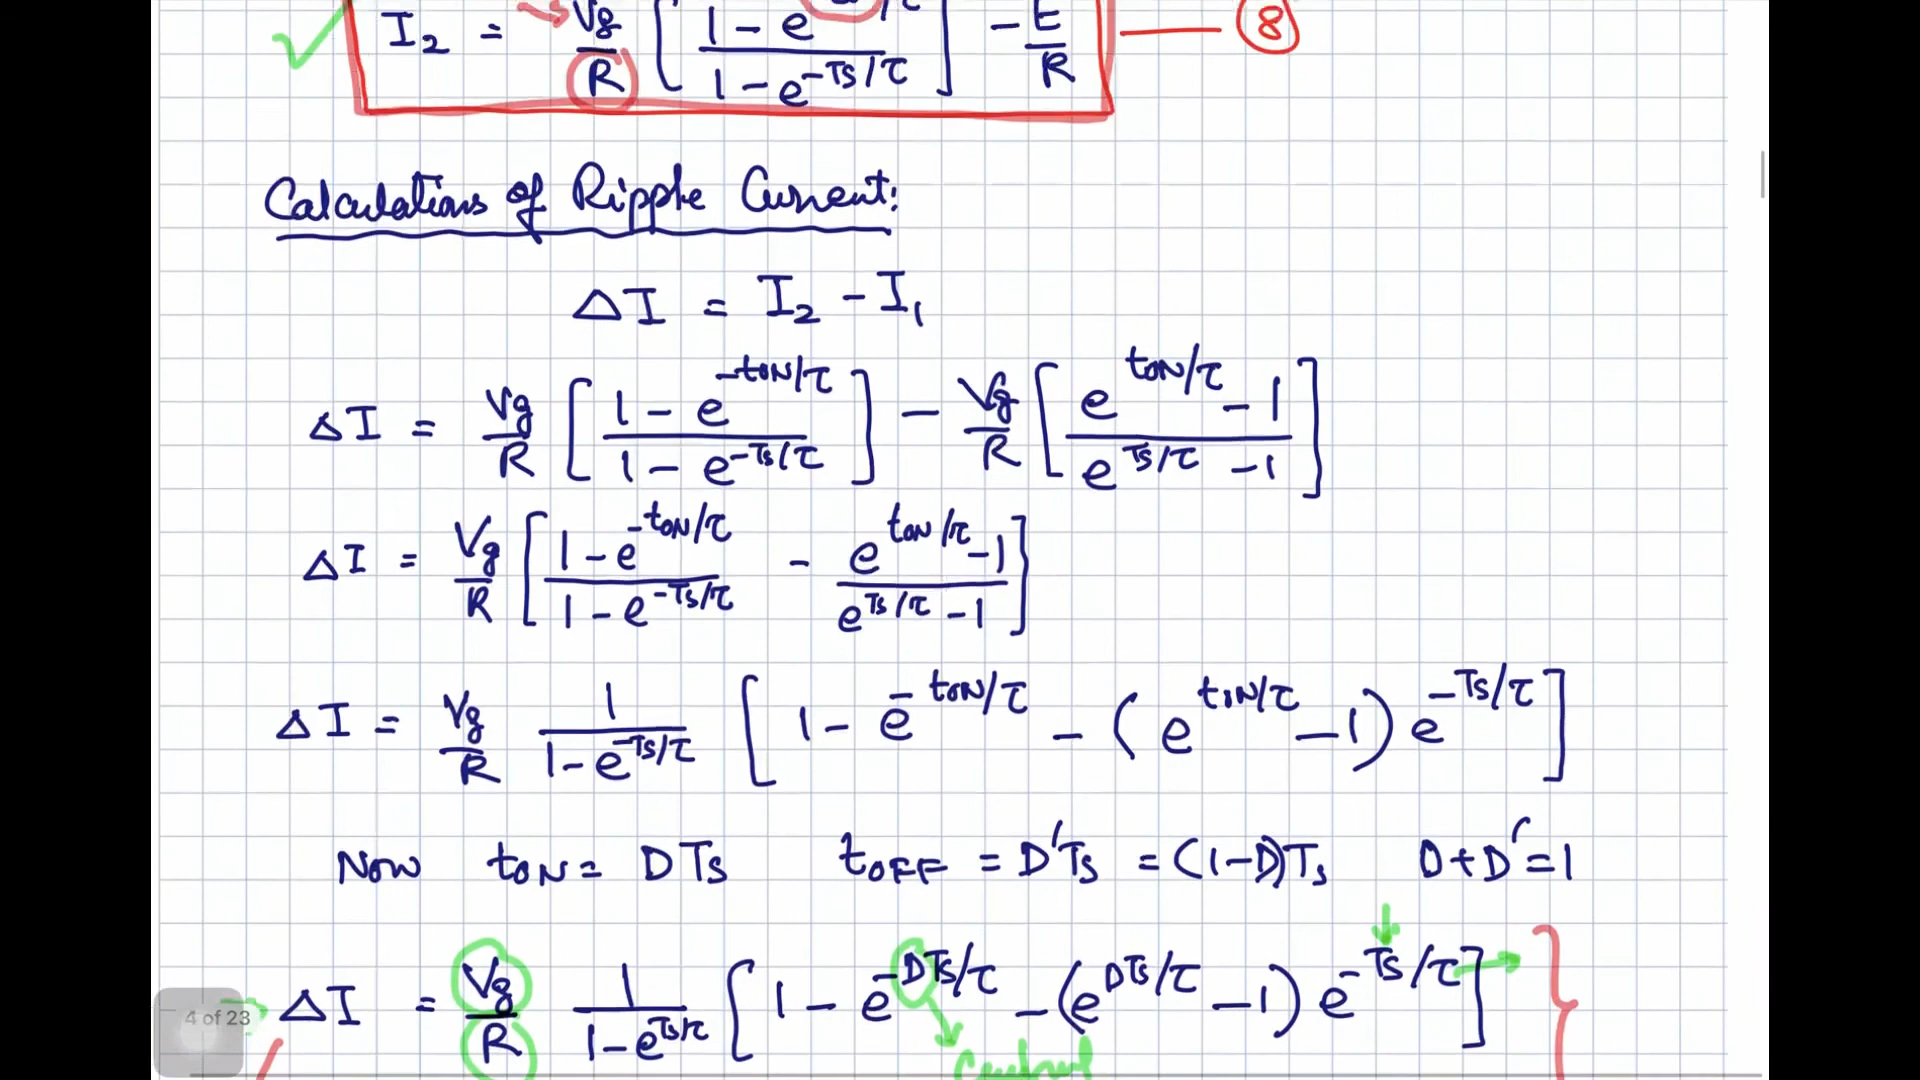 I₂ = Vg/R [ (1 - e /τ) / (1 - e^(-Ts/τ)) ] - E/R — 8
Calculations of Ripple Current:
ΔI = I₂ - I₁
ΔI = Vg/R [ (1 - e^(-tON/τ)) / (1 - e^(-Ts/τ)) ] - Vg/R [ (e^(tON/τ) - 1) / (e^(Ts/τ) - 1) ]
ΔI = Vg/R [ (1 - e^(-tON/τ)) / (1 - e^(-Ts/τ)) - (e^(tON/τ) - 1) / (e^(Ts/τ) - 1) ]
ΔI = Vg/R 1/(1 - e^(-Ts/τ)) [ 1 - e^(-tON/τ) - (e^(tON/τ) - 1) e^(-Ts/τ) ]
Now tON = DTs tOFF = D'Ts = (1-D)Ts D + D' = 1
ΔI = Vg/R 1/(1 - e^(Ts/τ)) [ 1 - e^(-DTs/τ) - (e^(DTs/τ) - 1) e^(-Ts/τ) ]
4 of 23